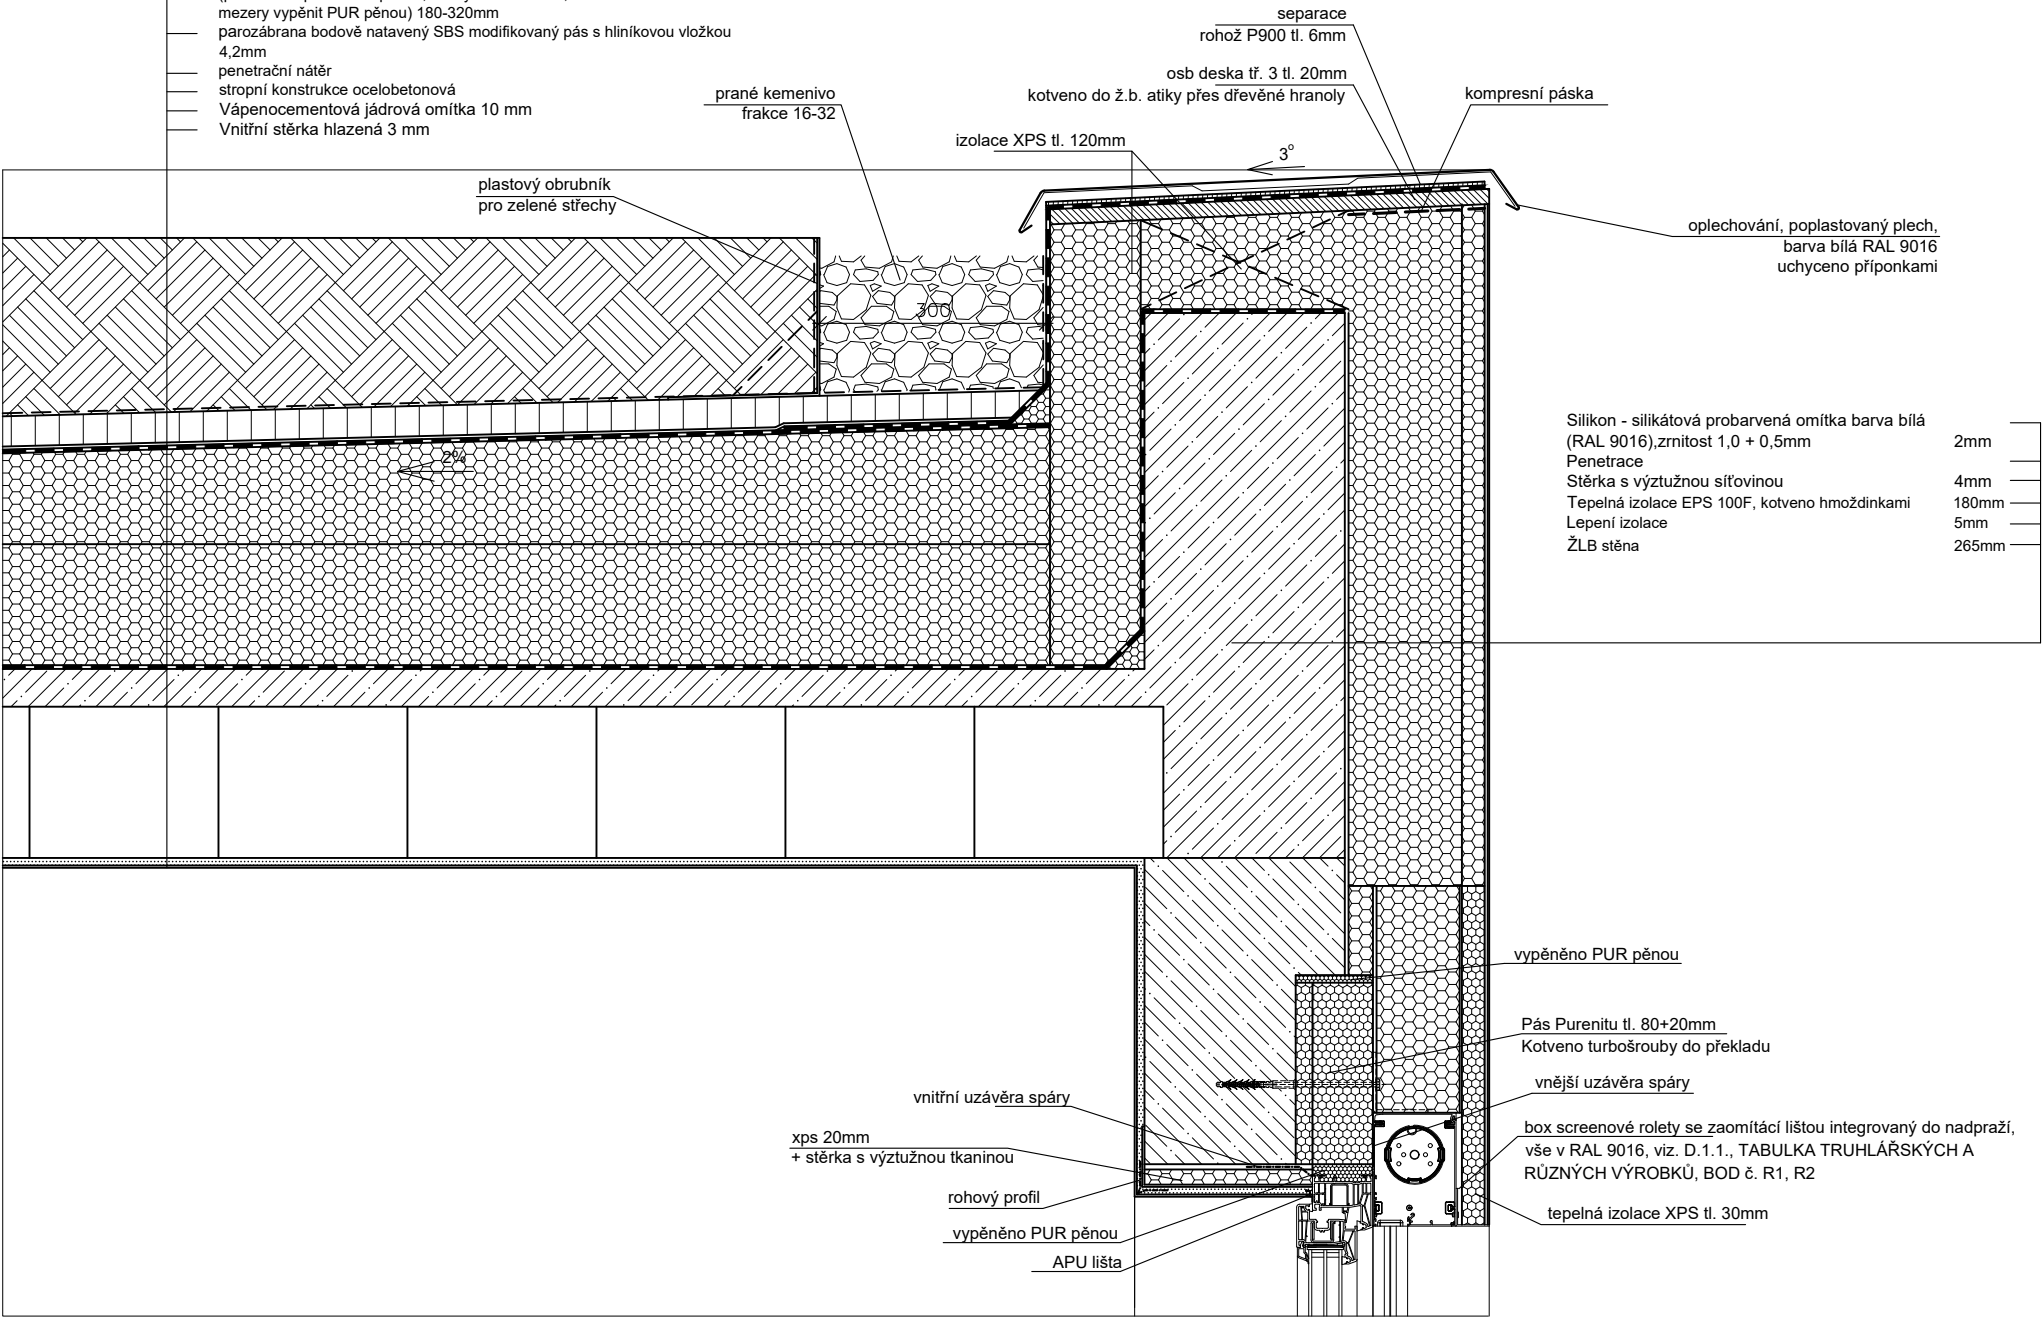 mezery vypěnit PUR pěnou) 180-320mm
parozábrana bodově natavený SBS modifikovaný pás s hliníkovou vložkou
4,2mm
penetrační nátěr
stropní konstrukce ocelobetonová
Vápenocementová jádrová omítka 10 mm
Vnitřní stěrka hlazená 3 mm
prané kemenivo
frakce 16-32
separace
rohož P900 tl. 6mm
osb deska tř. 3 tl. 20mm
kotveno do ž.b. atiky přes dřevěné hranoly
kompresní páska
izolace XPS tl. 120mm
3°
plastový obrubník
pro zelené střechy
oplechování, poplastovaný plech,
barva bílá RAL 9016
uchyceno příponkami
300
2%
Silikon - silikátová probarvená omítka barva bílá
(RAL 9016),zrnitost 1,0 + 0,5mm 2mm
Penetrace
Stěrka s výztužnou síťovinou 4mm
Tepelná izolace EPS 100F, kotveno hmoždinkami 180mm
Lepení izolace 5mm
ŽLB stěna 265mm
vypěněno PUR pěnou
Pás Purenitu tl. 80+20mm
Kotveno turbošrouby do překladu
vnější uzávěra spáry
box screenové rolety se zaomítácí lištou integrovaný do nadpraží,
vše v RAL 9016, viz. D.1.1., TABULKA TRUHLÁŘSKÝCH A
RŮZNÝCH VÝROBKŮ, BOD č. R1, R2
tepelná izolace XPS tl. 30mm
vnitřní uzávěra spáry
xps 20mm
+ stěrka s výztužnou tkaninou
rohový profil
vypěněno PUR pěnou
APU lišta